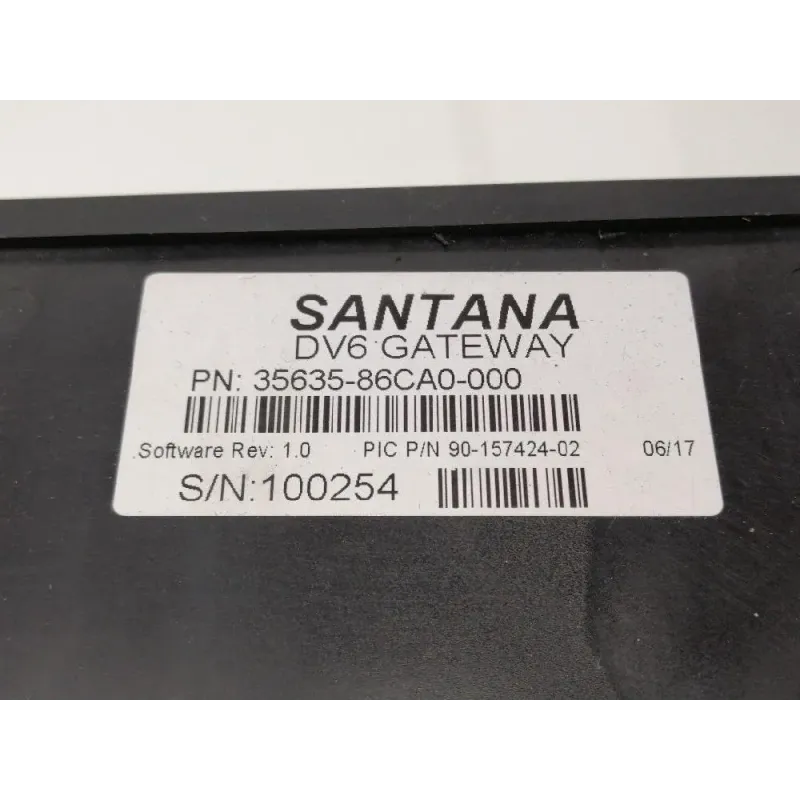 SANTANA
DV6 GATEWAY
PN: 35635-86CA0-000
Software Rev: 1.0 PIC P/N 90-157424-02 06/17
S/N:100254